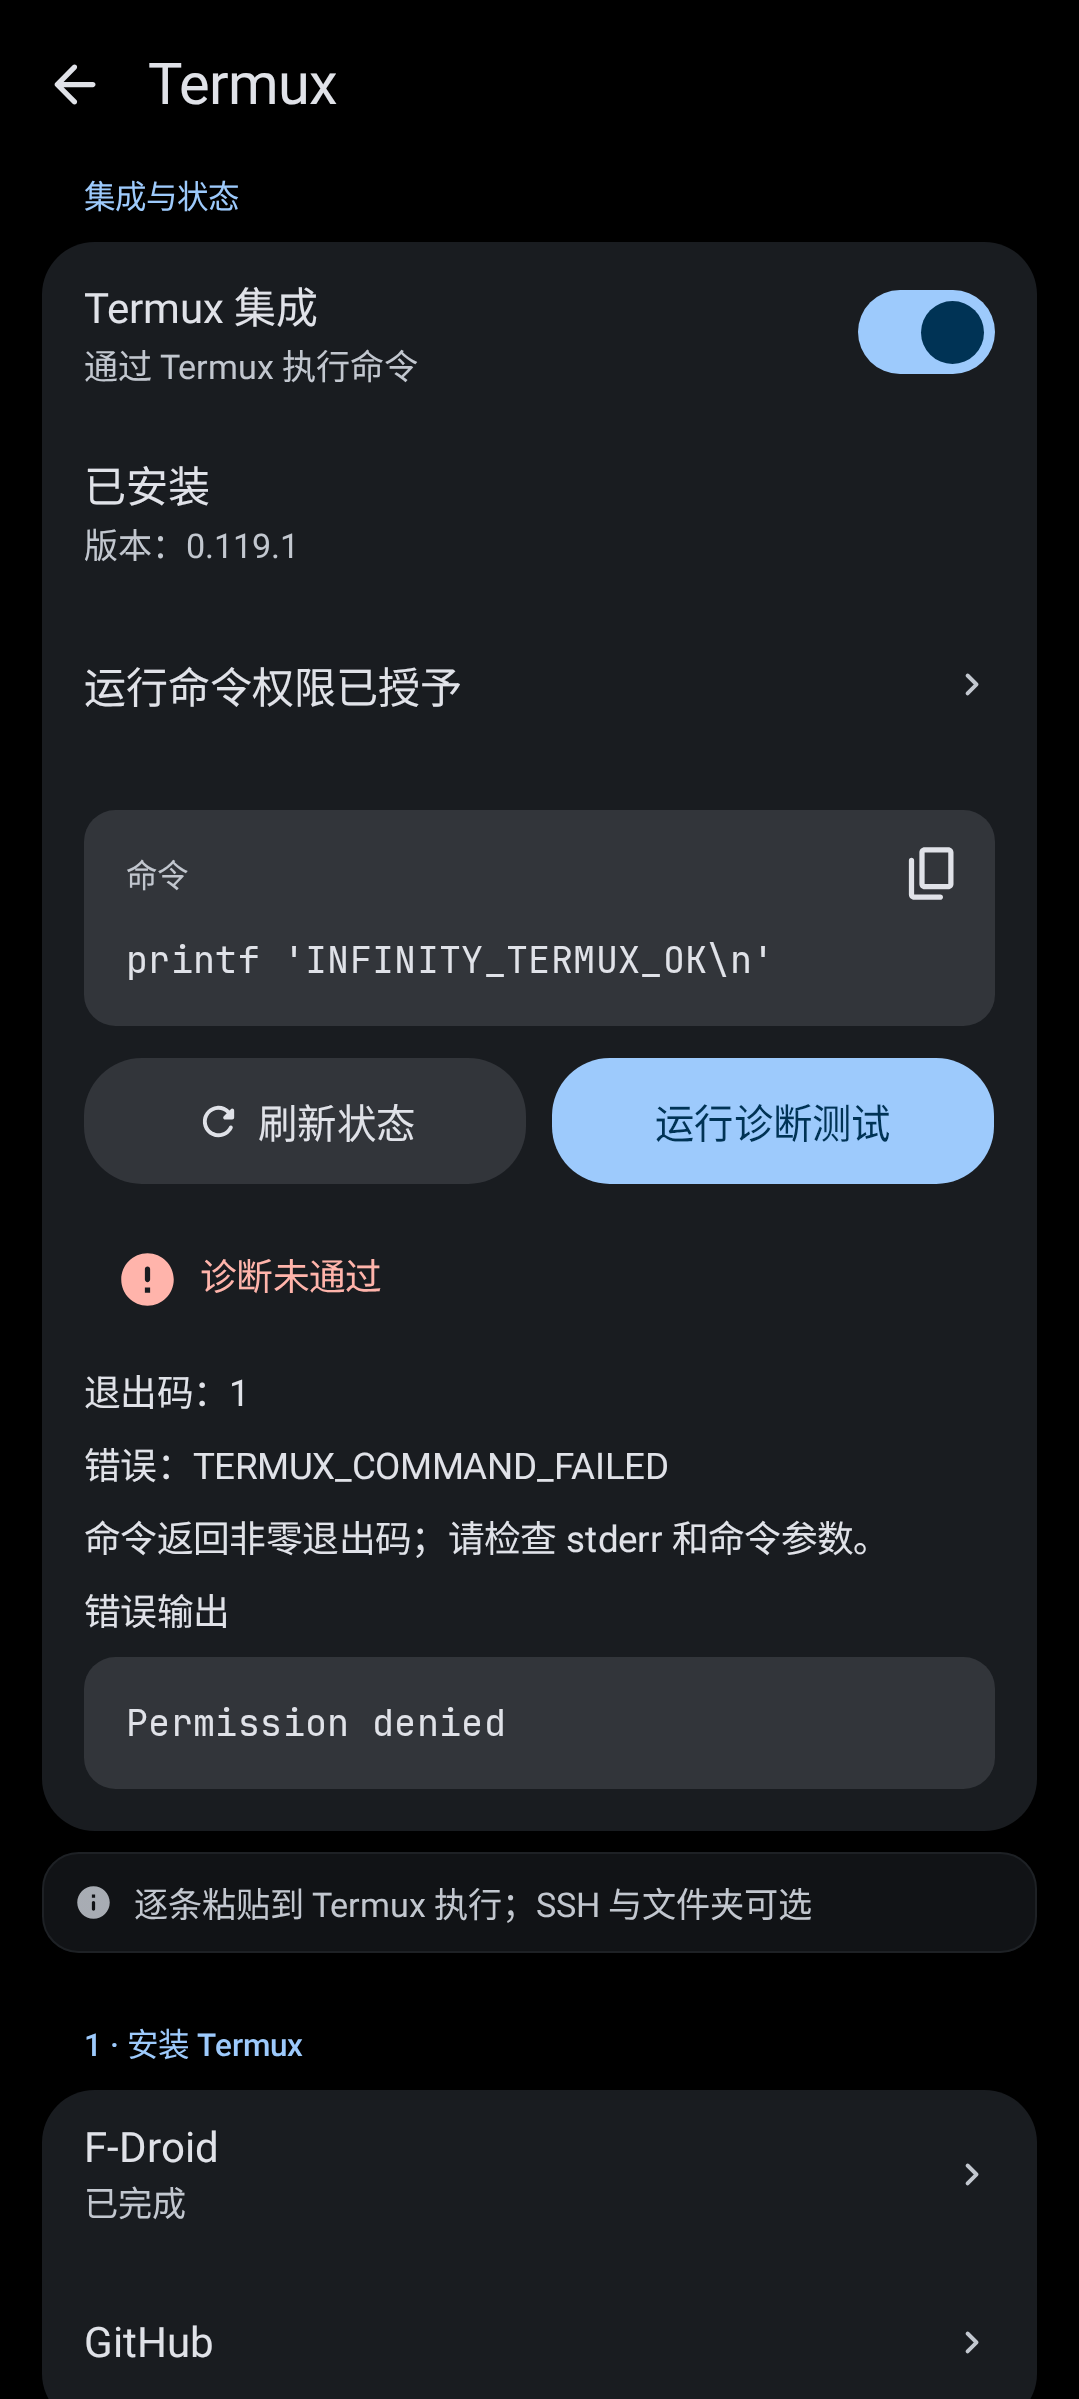 Termux
集成与状态
Termux 集成
通过 Termux 执行命令
已安装
版本：0.119.1
运行命令权限已授予
命令
printf 'INFINITY_TERMUX_OK\n'
刷新状态
运行诊断测试
诊断未通过
退出码：1
错误：TERMUX_COMMAND_FAILED
命令返回非零退出码；请检查 stderr 和命令参数。
错误输出
Permission denied
逐条粘贴到 Termux 执行；SSH 与文件夹可选
1 · 安装 Termux
F-Droid
已完成
GitHub